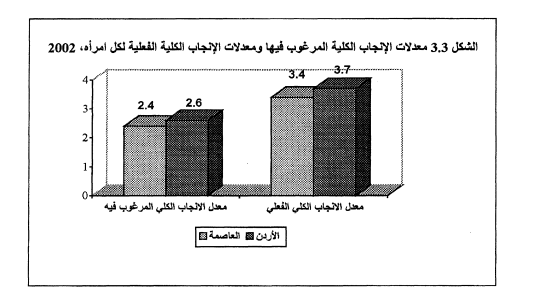 الشكل 3.3 معدلات الإنجاب الكلية المرغوب فيها ومعدلات الإنجاب الكلية الفعلية لكل امرأه، 2002
4
3
2
1
0
2.4
2.6
3.4
3.7
معدل الانجاب الكلي المرغوب فيه
معدل الانجاب الكلي الفعلي
العاصمة
الأردن